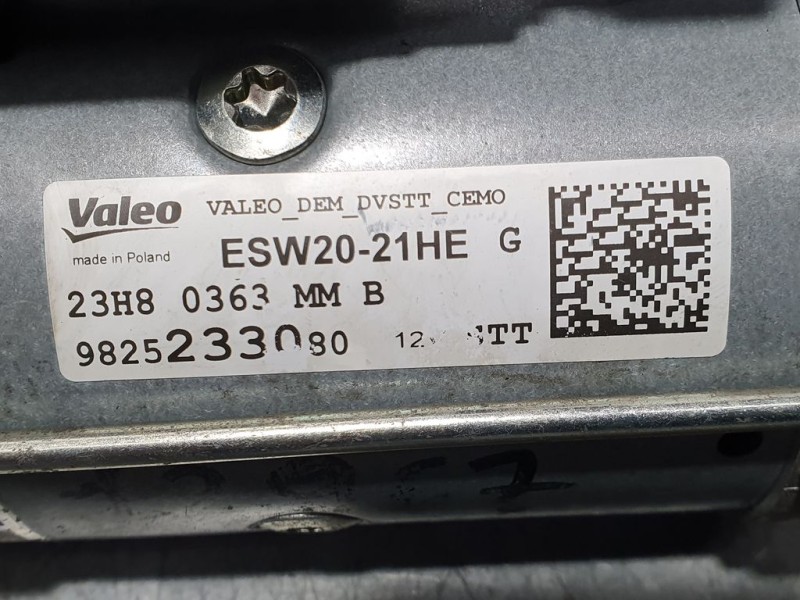 Valeo VALEO_DEM_DVSTT_CEMO
made in Poland ESW20-21HE G
23H8 0363 MM B
9825233080